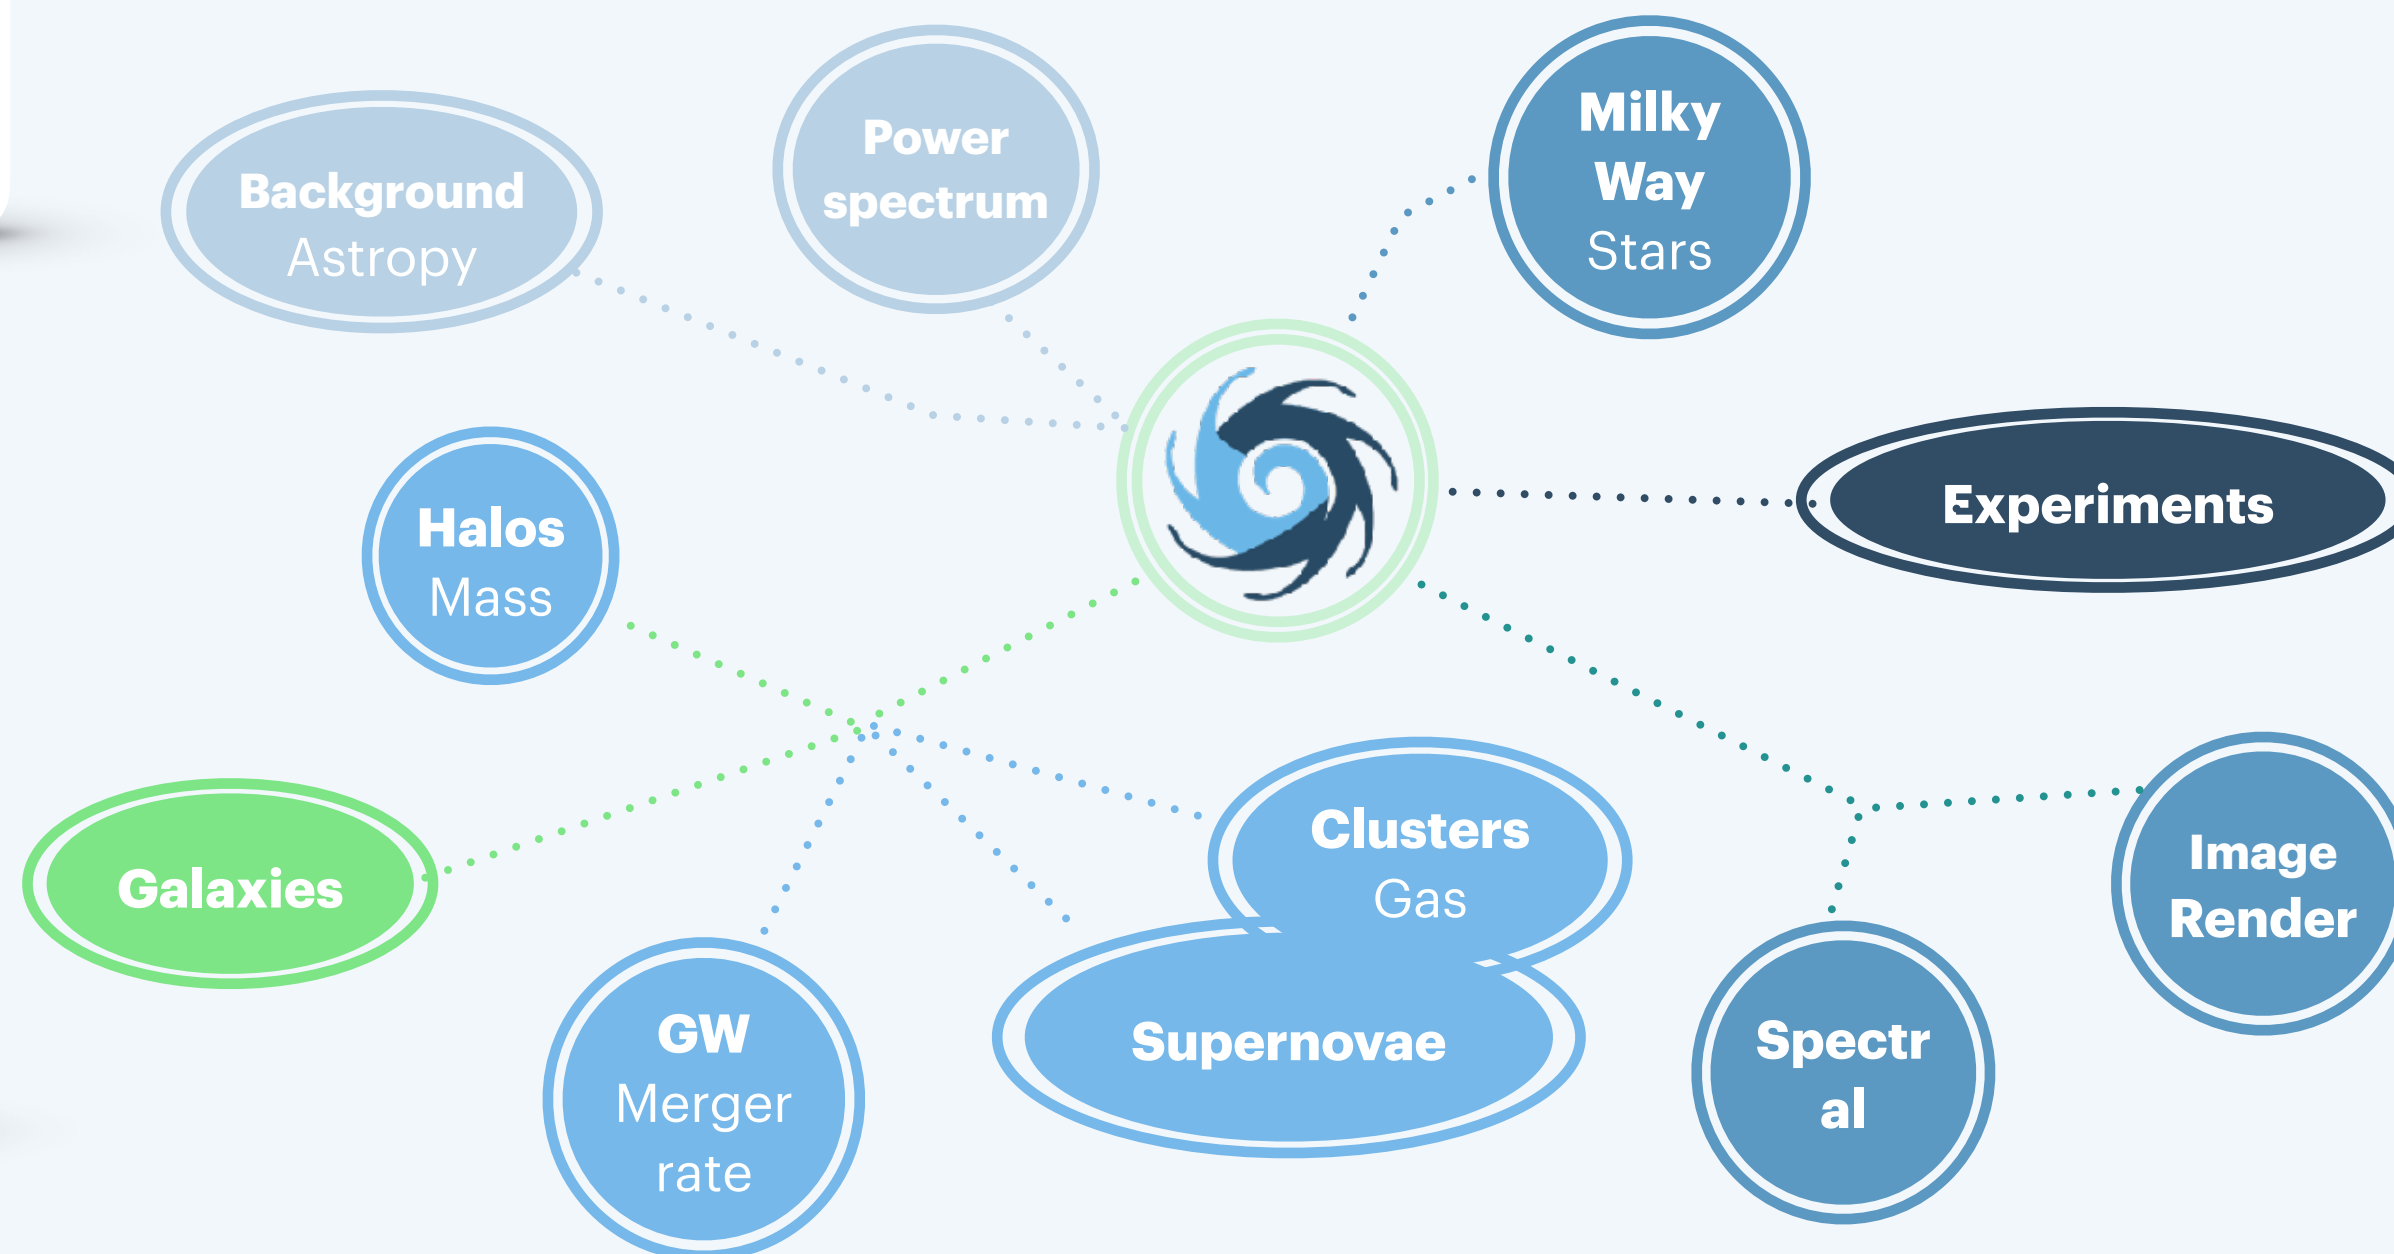 Background
Astropy
Power
spectrum
Milky
Way
Stars
Halos
Mass
Experiments
Galaxies
Clusters
Gas
Image
Render
GW
Merger
rate
Supernovae
Spectr
al